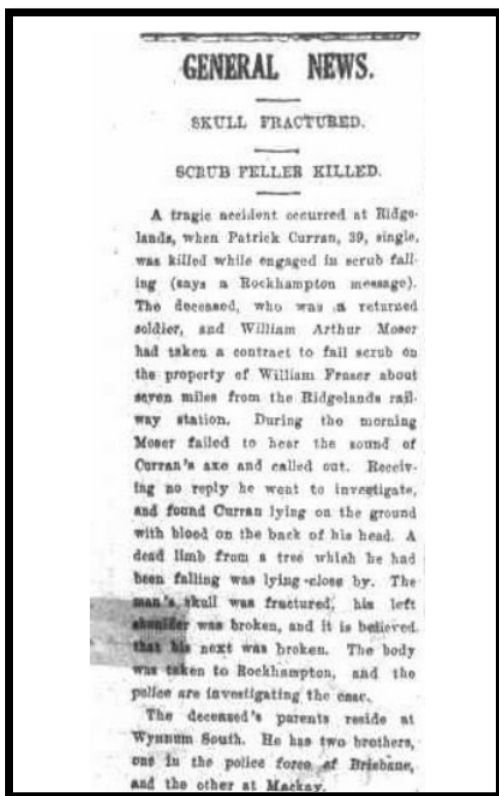 GENERAL NEWS.
SKULL FRACTURED.
SCRUB FELLER KILLED.
A tragic accident occurred at Ridge-
lands, when Patrick Curran, 39, single,
was killed while engaged in scrub fall-
ing (says a Rockhampton message).
The deceased, who was a returned
soldier, and William Arthur Moser
had taken a contract to fall scrub on
the property of William Fraser about
seven miles from the Ridgelands rail-
way station. During the morning
Moser failed to hear the sound of
Curran's axe and called out. Receiv-
ing no reply he went to investigate,
and found Curran lying on the ground
with blood on the back of his head. A
dead limb from a tree which he had
been falling was lying close by. The
man's skull was fractured, his left
shoulder was broken, and it is believed
that his next was broken. The body
was taken to Rockhampton, and the
police are investigating the case.
The deceased's parents reside at
Wynnum South. He has two brothers,
one in the police force at Brisbane,
and the other at Mackay.